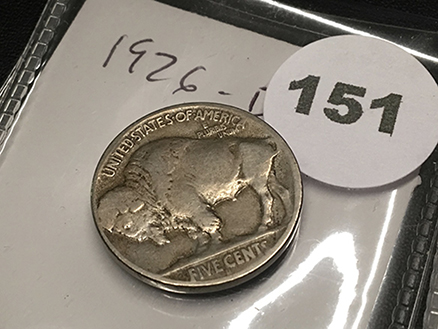 1926-D
151
UNITED STATES OF AMERICA
E PLURIBUS UNUM
FIVE CENTS